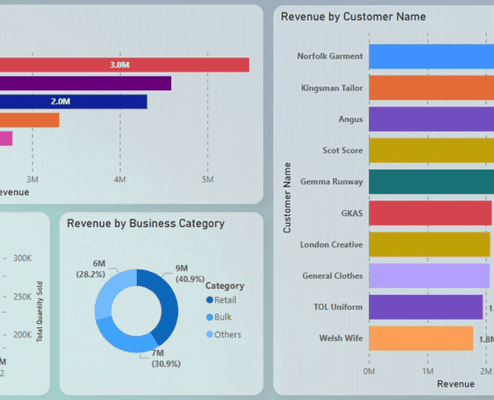 3.0M
2.0M
3M 4M 5M
evenue
Revenue by Customer Name
Customer Name
Norfolk Garment
Kingsman Tailor
Angus
Scot Score
Gemma Runway
GKAS
London Creative
General Clothes
TOL Uniform
1.
Welsh Wife
1.8M
0M 1M 2M
Revenue
300K
250K
200K
Total Quantity Sold
M
2
Revenue by Business Category
6M
(28.2%)
9M
(40.9%)
7M
(30.9%)
Category
Retail
Bulk
Others